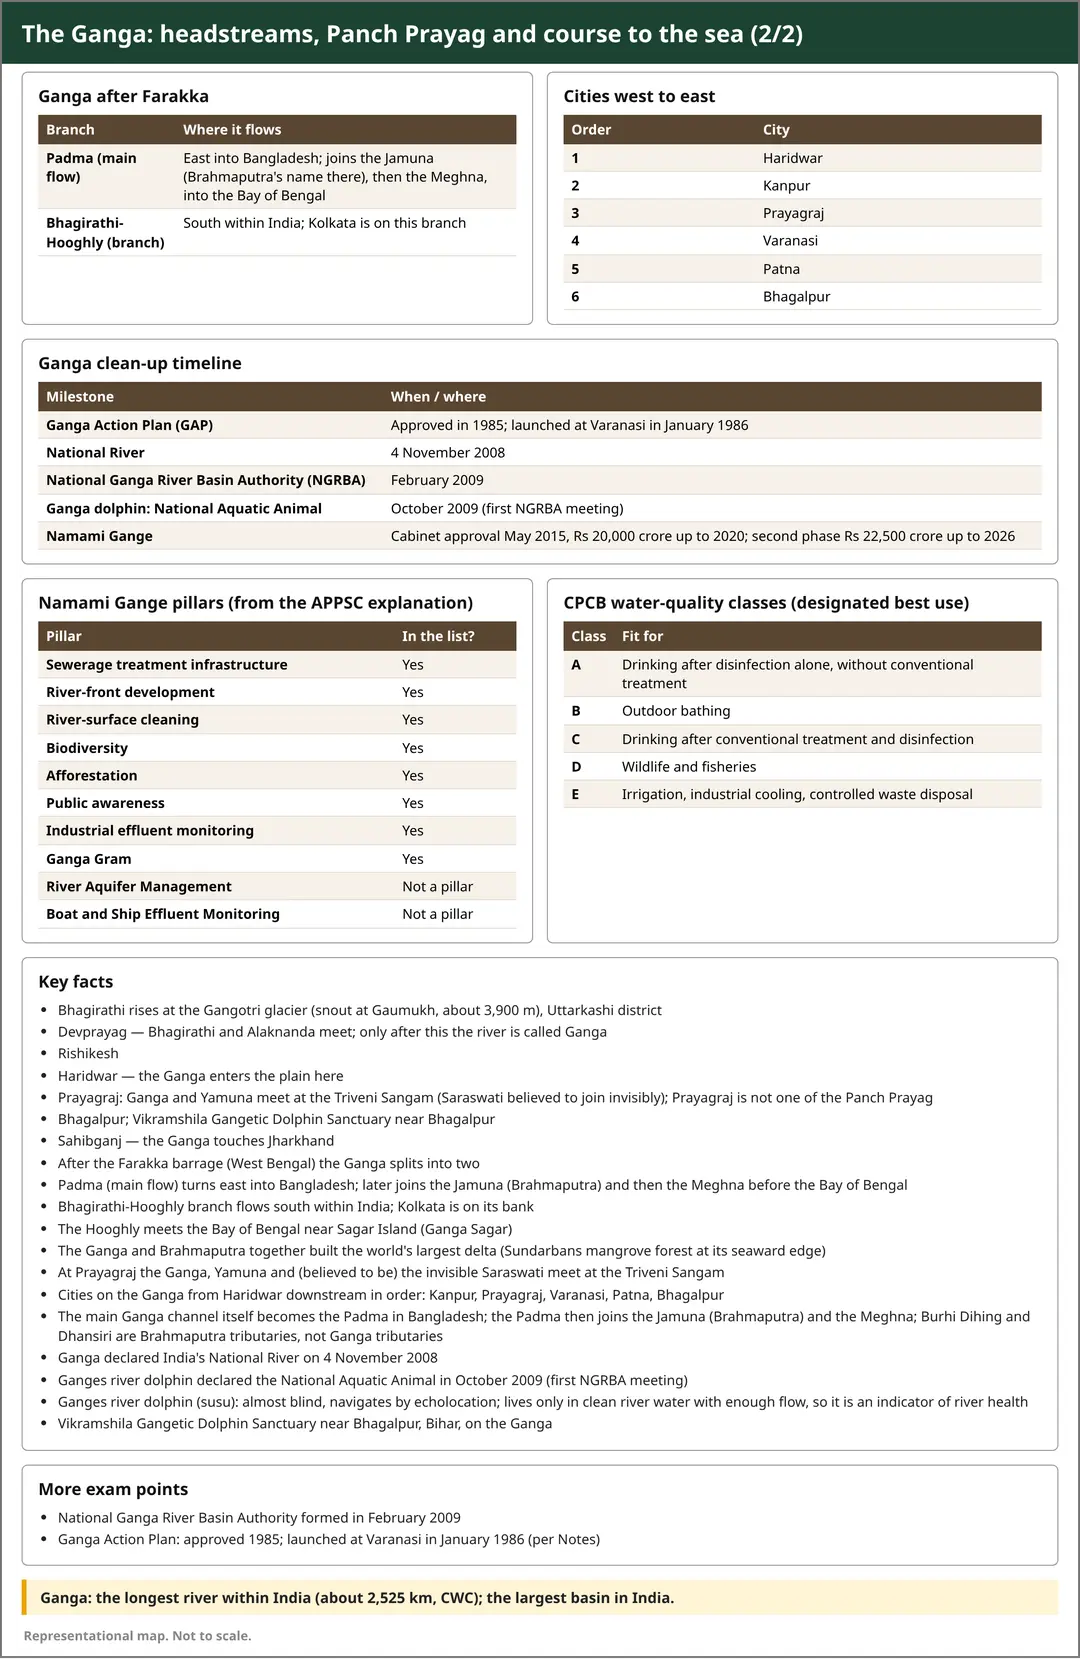 The Ganga: headstreams, Panch Prayag and course to the sea (2/2)
Ganga after Farakka
Branch Where it flows
Padma (main flow) East into Bangladesh; joins the Jamuna (Brahmaputra's name there), then the Meghna, into the Bay of Bengal
Bhagirathi-Hooghly (branch) South within India; Kolkata is on this branch
Cities west to east
Order City
1 Haridwar
2 Kanpur
3 Prayagraj
4 Varanasi
5 Patna
6 Bhagalpur
Ganga clean-up timeline
Milestone When / where
Ganga Action Plan (GAP) Approved in 1985; launched at Varanasi in January 1986
National River 4 November 2008
National Ganga River Basin Authority (NGRBA) February 2009
Ganga dolphin: National Aquatic Animal October 2009 (first NGRBA meeting)
Namami Gange Cabinet approval May 2015, Rs 20,000 crore up to 2020; second phase Rs 22,500 crore up to 2026
Namami Gange pillars (from the APPSC explanation)
Pillar In the list?
Sewerage treatment infrastructure Yes
River-front development Yes
River-surface cleaning Yes
Biodiversity Yes
Afforestation Yes
Public awareness Yes
Industrial effluent monitoring Yes
Ganga Gram Yes
River Aquifer Management Not a pillar
Boat and Ship Effluent Monitoring Not a pillar
CPCB water-quality classes (designated best use)
Class Fit for
A Drinking after disinfection alone, without conventional treatment
B Outdoor bathing
C Drinking after conventional treatment and disinfection
D Wildlife and fisheries
E Irrigation, industrial cooling, controlled waste disposal
Key facts
• Bhagirathi rises at the Gangotri glacier (snout at Gaumukh, about 3,900 m), Uttarkashi district
• Devprayag — Bhagirathi and Alaknanda meet; only after this the river is called Ganga
• Rishikesh
• Haridwar — the Ganga enters the plain here
• Prayagraj: Ganga and Yamuna meet at the Triveni Sangam (Saraswati believed to join invisibly); Prayagraj is not one of the Panch Prayag
• Bhagalpur; Vikramshila Gangetic Dolphin Sanctuary near Bhagalpur
• Sahibganj — the Ganga touches Jharkhand
• After the Farakka barrage (West Bengal) the Ganga splits into two
• Padma (main flow) turns east into Bangladesh; later joins the Jamuna (Brahmaputra) and then the Meghna before the Bay of Bengal
• Bhagirathi-Hooghly branch flows south within India; Kolkata is on its bank
• The Hooghly meets the Bay of Bengal near Sagar Island (Ganga Sagar)
• The Ganga and Brahmaputra together built the world's largest delta (Sundarbans mangrove forest at its seaward edge)
• At Prayagraj the Ganga, Yamuna and (believed to be) the invisible Saraswati meet at the Triveni Sangam
• Cities on the Ganga from Haridwar downstream in order: Kanpur, Prayagraj, Varanasi, Patna, Bhagalpur
• The main Ganga channel itself becomes the Padma in Bangladesh; the Padma then joins the Jamuna (Brahmaputra) and the Meghna; Burhi Dihing and
Dhansiri are Brahmaputra tributaries, not Ganga tributaries
• Ganga declared India's National River on 4 November 2008
• Ganges river dolphin declared the National Aquatic Animal in October 2009 (first NGRBA meeting)
• Ganges river dolphin (susu): almost blind, navigates by echolocation; lives only in clean river water with enough flow, so it is an indicator of river health
• Vikramshila Gangetic Dolphin Sanctuary near Bhagalpur, Bihar, on the Ganga
More exam points
• National Ganga River Basin Authority formed in February 2009
• Ganga Action Plan: approved 1985; launched at Varanasi in January 1986 (per Notes)
Ganga: the longest river within India (about 2,525 km, CWC); the largest basin in India.
Representational map. Not to scale.